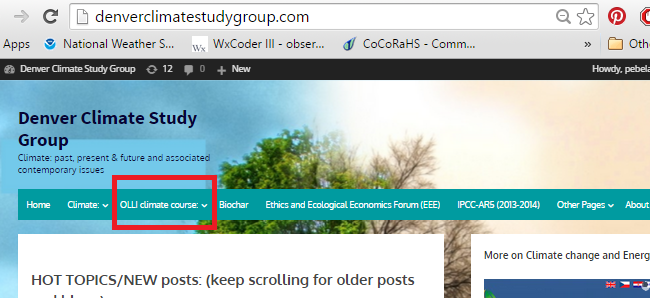 denverclimatestudygroup.com
Apps National Weather S... Wx WxCoder III - obser... CoCoRaHS - Comm... »
Denver Climate Study Group 12 0 + New Howdy, pebela
Denver Climate Study
Group
Climate: past, present & future and associated
contemporary issues
Home Climate: OLLI climate course: Biochar Ethics and Ecological Economics Forum (EEE) IPCC-AR5 (2013-2014) Other Pages About
More on Climate change and Energ
HOT TOPICS/NEW posts: (keep scrolling for older posts